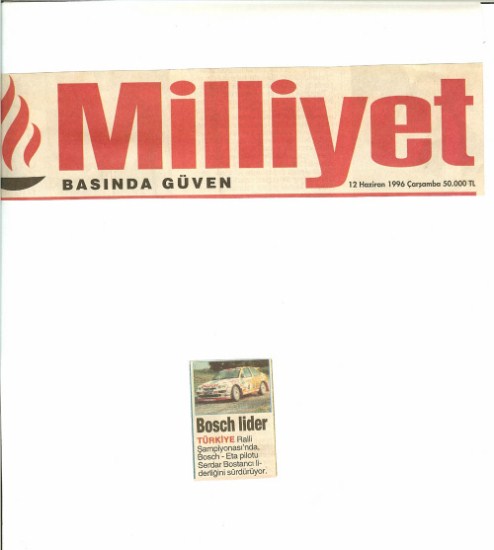 Milliyet
BASINDA GÜVEN
12 Haziran 1996 Çarşamba 50.000 TL
Bosch lider
TÜRKİYE Ralli
Şampiyonası'nda,
Bosch - Eta pilotu
Serdar Bostancı li-
derliğini sürdürüyor.